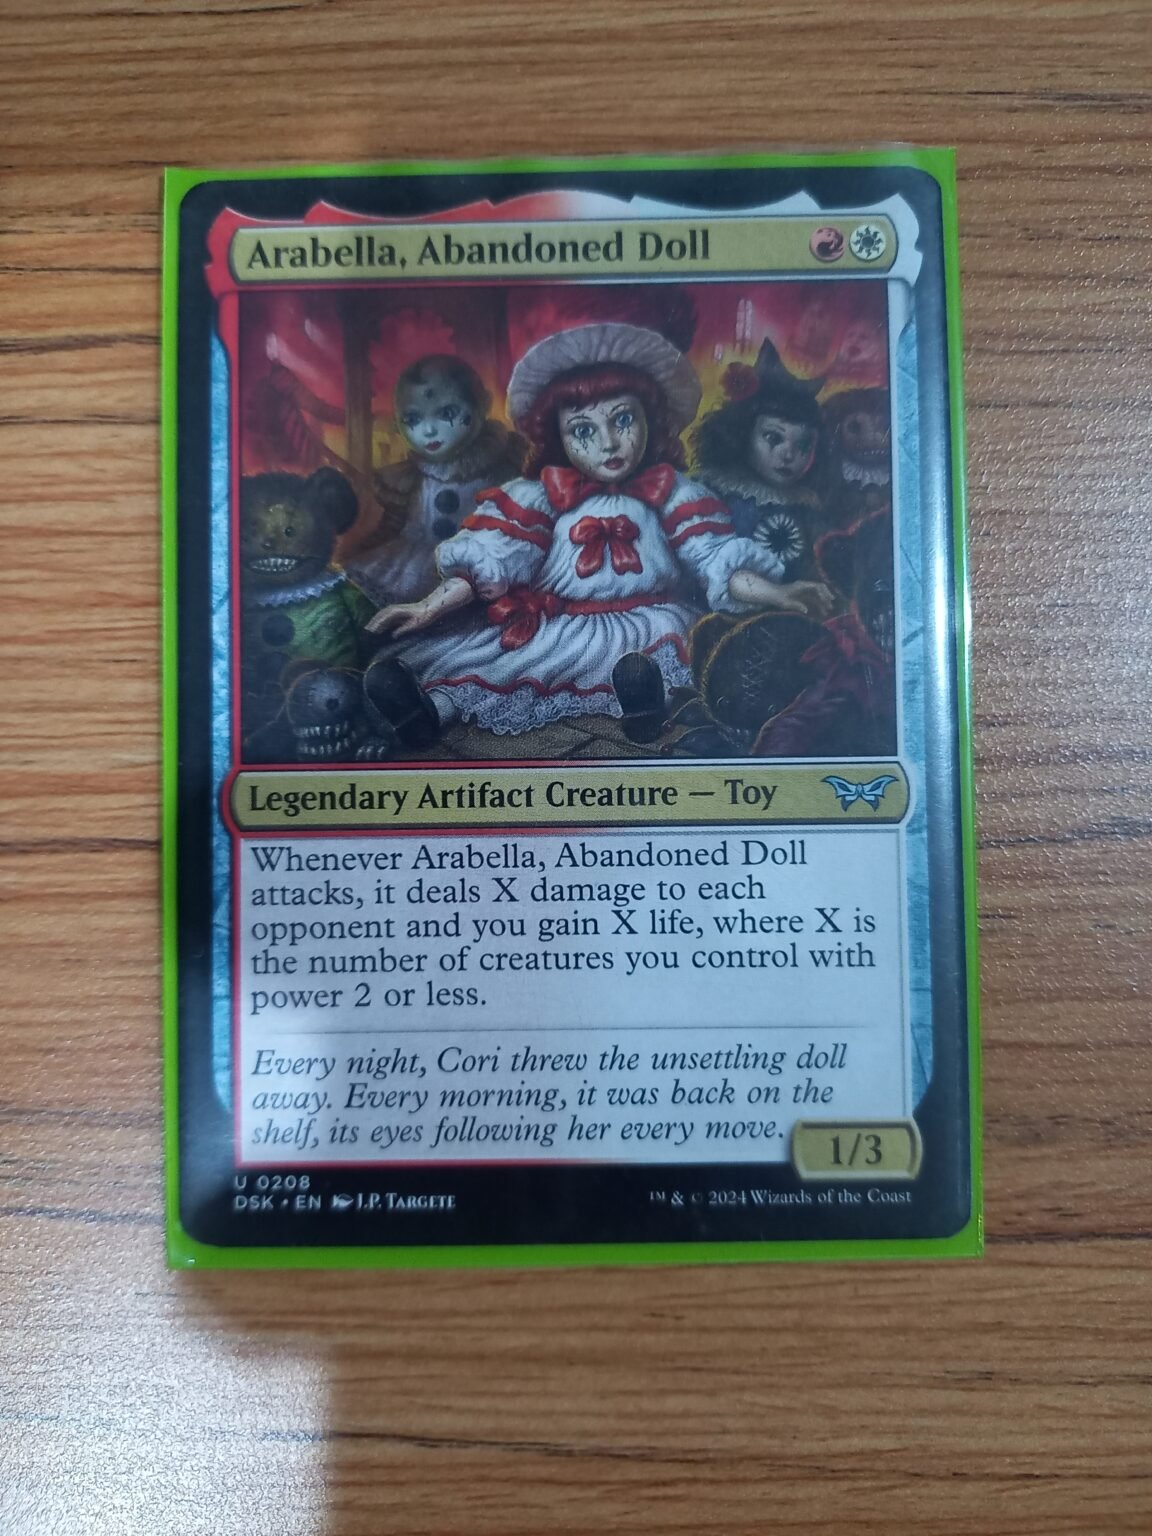 Arabella, Abandoned Doll
Legendary Artifact Creature — Toy
Whenever Arabella, Abandoned Doll
attacks, it deals X damage to each
opponent and you gain X life, where X is
the number of creatures you control with
power 2 or less.
Every night, Cori threw the unsettling doll
away. Every morning, it was back on the
shelf, its eyes following her every move.
1/3
U 0208
DSK • EN J.P. Targete
™ & © 2024 Wizards of the Coast